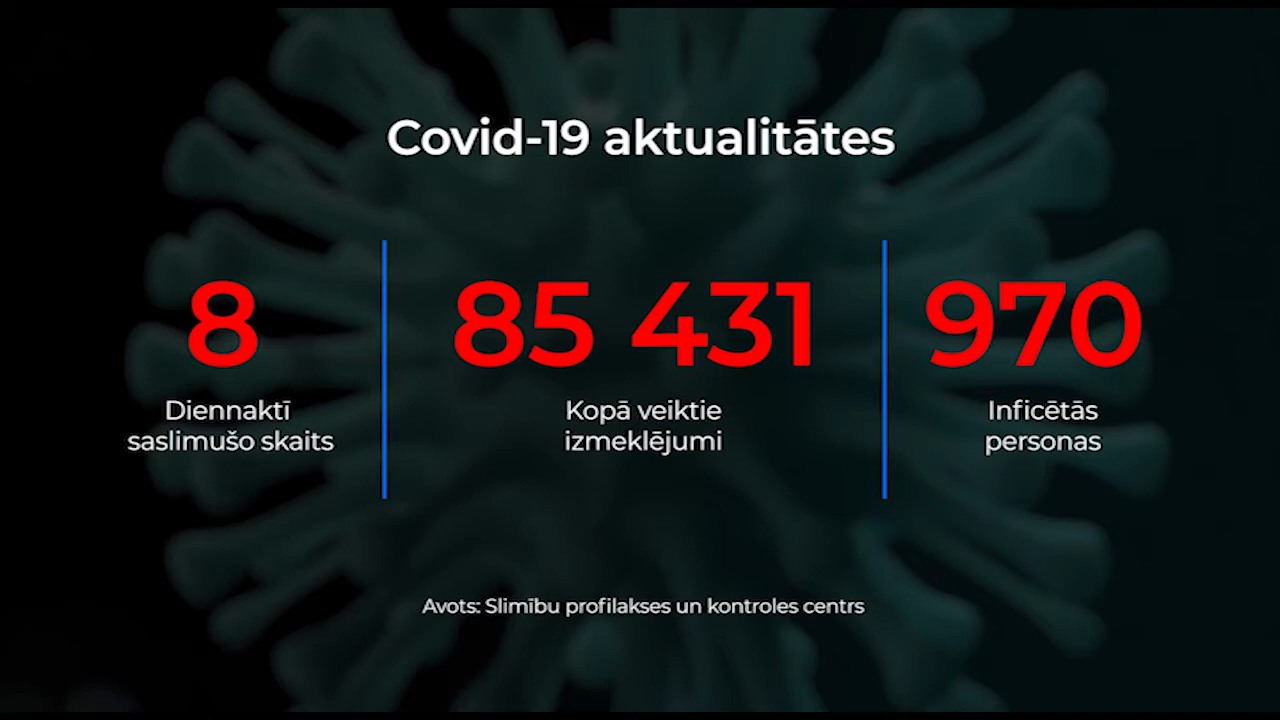 Covid-19 aktualitātes
8
Diennaktī
saslimušo skaits
85 431
Kopā veiktie
izmeklējumi
970
Inficētās
personas
Avots: Slimību profilakses un kontroles centrs